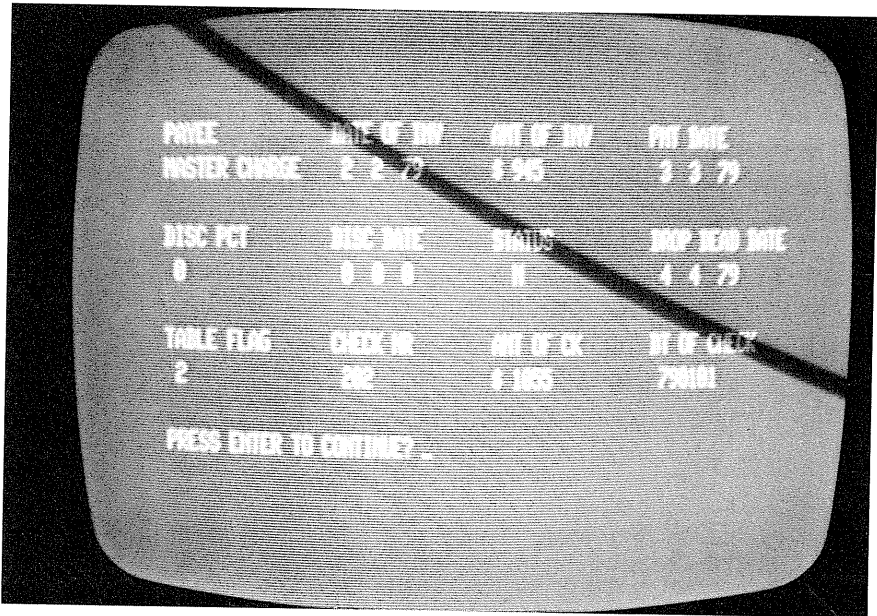 PAYEE DATE OF INV AMT OF INV PMT DATE
MASTER CHARGE 2 2 79 $ 945 3 3 79
DISC PCT DISC DATE STATUS DROP DEAD DATE
0 0 0 0 N 4 4 79
TABLE FLAG CHECK NR AMT OF CK DT OF CHECK
2 202 790101
PRESS ENTER TO CONTINUE? _